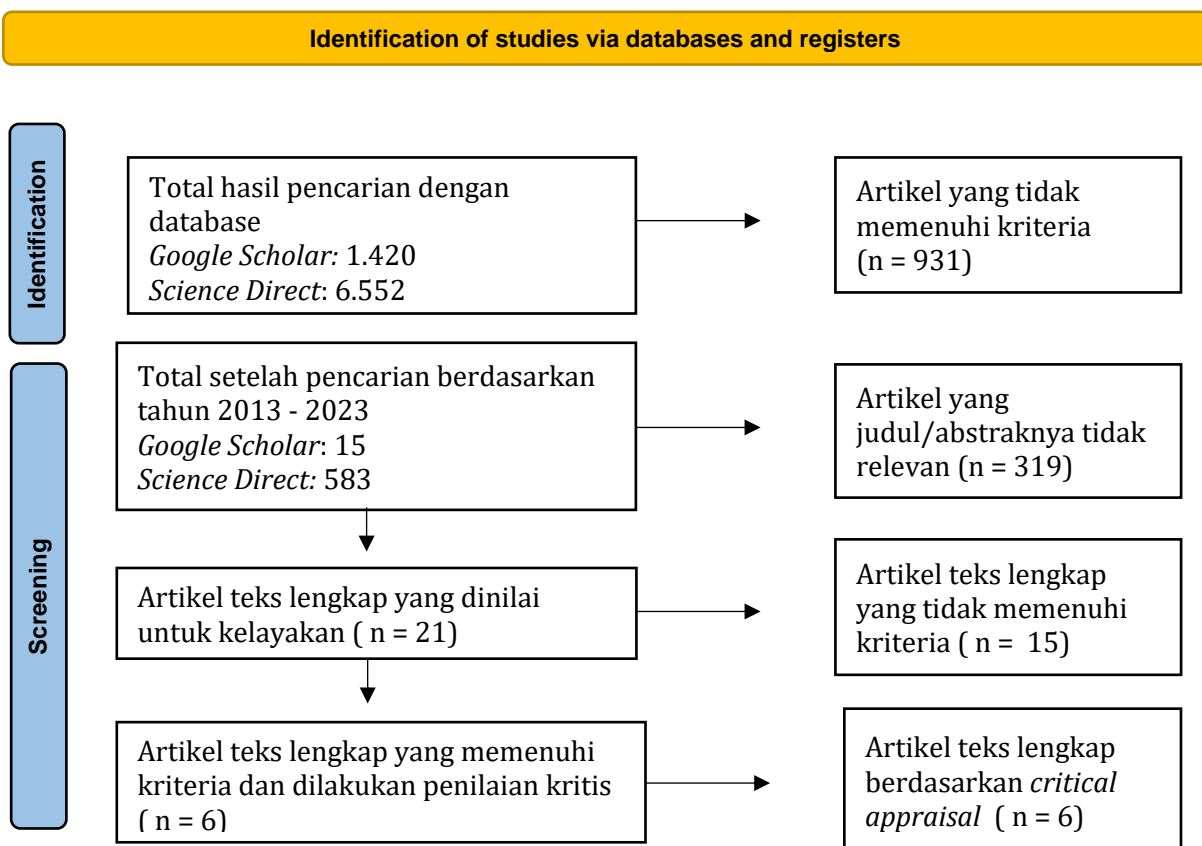 Identification of studies via databases and registers
Identification
Total hasil pencarian dengan
database
Google Scholar: 1.420
Science Direct: 6.552
Artikel yang tidak
memenuhi kriteria
(n = 931)
Screening
Total setelah pencarian berdasarkan
tahun 2013 - 2023
Google Scholar: 15
Science Direct: 583
Artikel yang
judul/abstraknya tidak
relevan (n = 319)
Artikel teks lengkap yang dinilai
untuk kelayakan ( n = 21)
Artikel teks lengkap
yang tidak memenuhi
kriteria ( n =  15)
Artikel teks lengkap yang memenuhi
kriteria dan dilakukan penilaian kritis
( n = 6)
Artikel teks lengkap
berdasarkan critical
appraisal  ( n = 6)